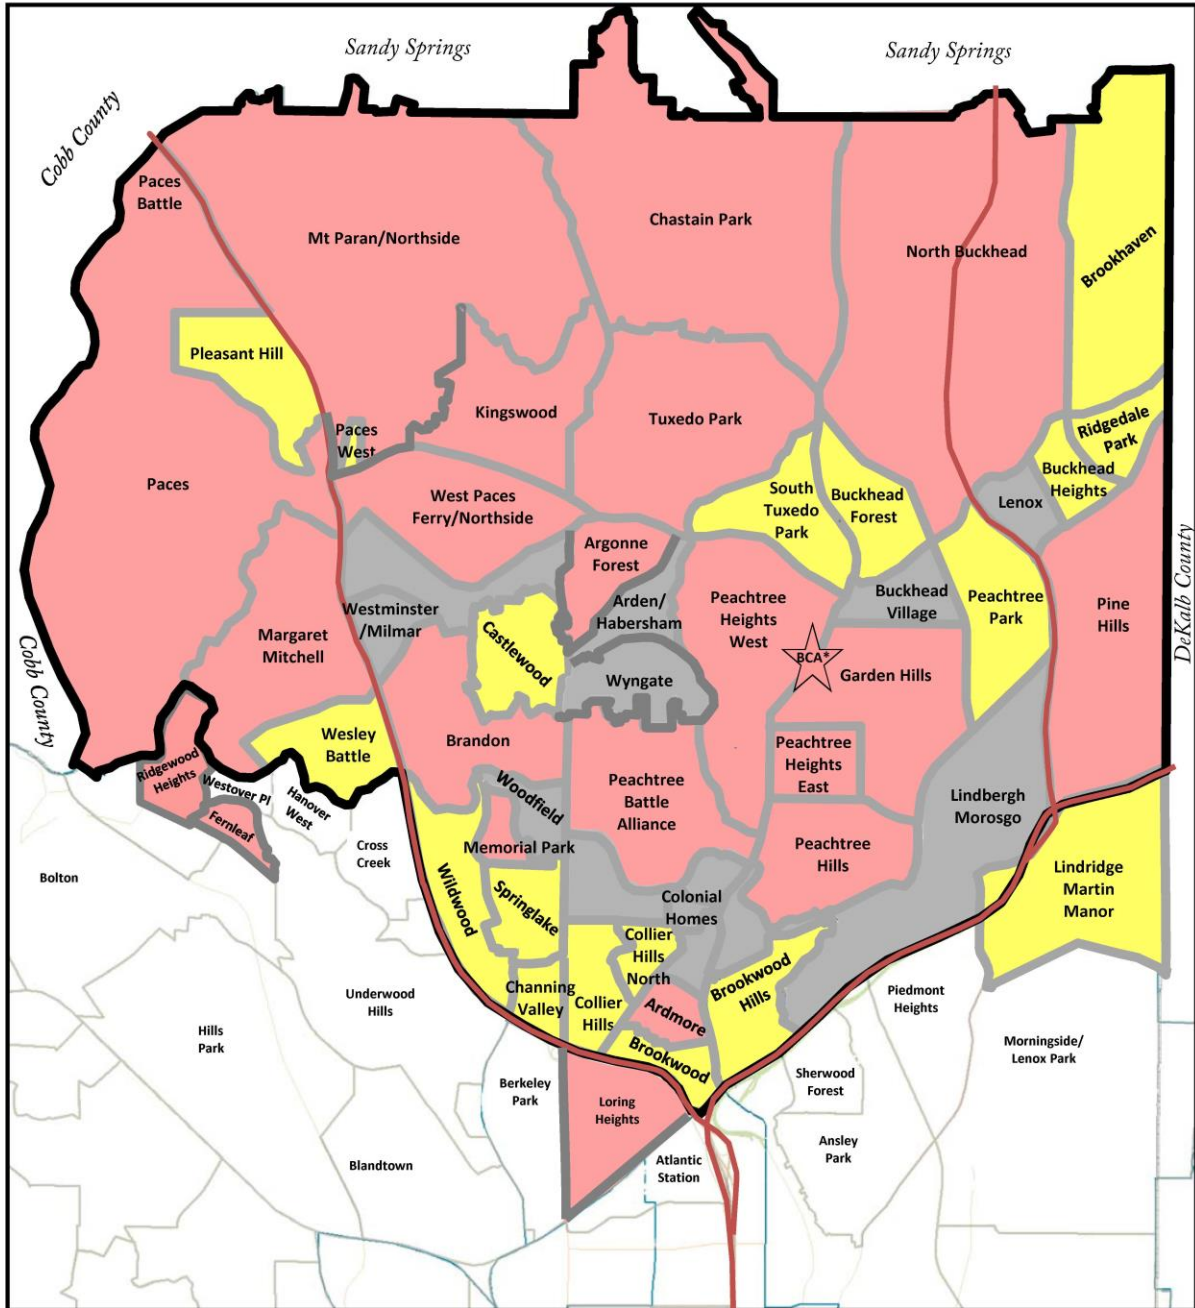 Sandy Springs
Sandy Springs
Cobb County
Paces
Battle
Mt Paran/Northside
Chastain Park
North Buckhead
Brookhaven
Pleasant Hill
Kingswood
Tuxedo Park
Paces
West
Ridgedale
Park
Buckhead
Heights
Paces
West Paces
Ferry/Northside
South
Tuxedo
Park
Buckhead
Forest
Lenox
Argonne
Forest
DeKalb County
Westminster
/Milmar
Arden/
Habersham
Peachtree
Heights
West
Buckhead
Village
Peachtree
Park
Pine
Hills
Margaret
Mitchell
Castlewood
BCA*
Garden Hills
Wyngate
Cobb County
Wesley
Battle
Brandon
Peachtree
Heights
East
Ridgewood
Heights
Westover Pl
Hanover
West
Fernleaf
Woodfield
Peachtree
Battle
Alliance
Lindbergh
Morosgo
Cross
Creek
Memorial Park
Peachtree
Hills
Bolton
Wildwood
Springlake
Colonial
Homes
Lindridge
Martin
Manor
Collier
Hills
North
Underwood
Hills
Channing
Valley
Collier
Hills
Ardmore
Brookwood
Hills
Piedmont
Heights
Hills
Park
Brookwood
Morningside/
Lenox Park
Berkeley
Park
Loring
Heights
Sherwood
Forest
Blandtown
Atlantic
Station
Ansley
Park